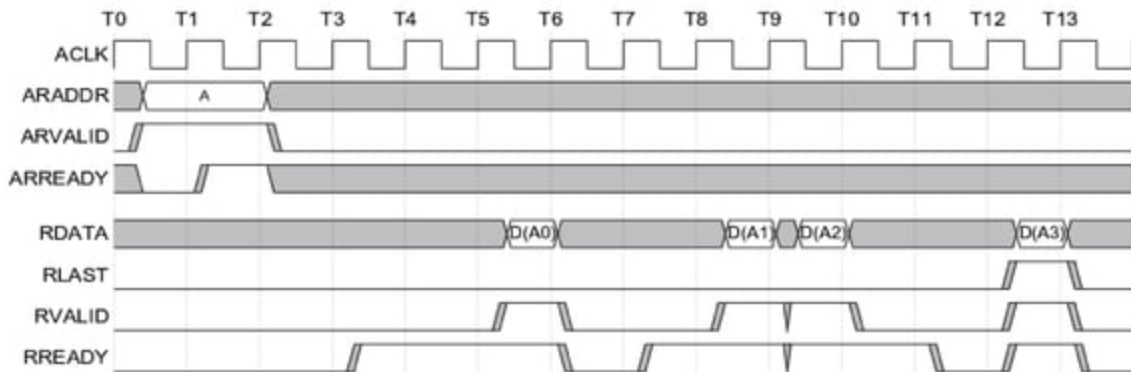 T0 T1 T2 T3 T4 T5 T6 T7 T8 T9 T10 T11 T12 T13
ACLK
ARADDR A
ARVALID
ARREADY
RDATA D(A0) D(A1) D(A2) D(A3)
RLAST
RVALID
RREADY